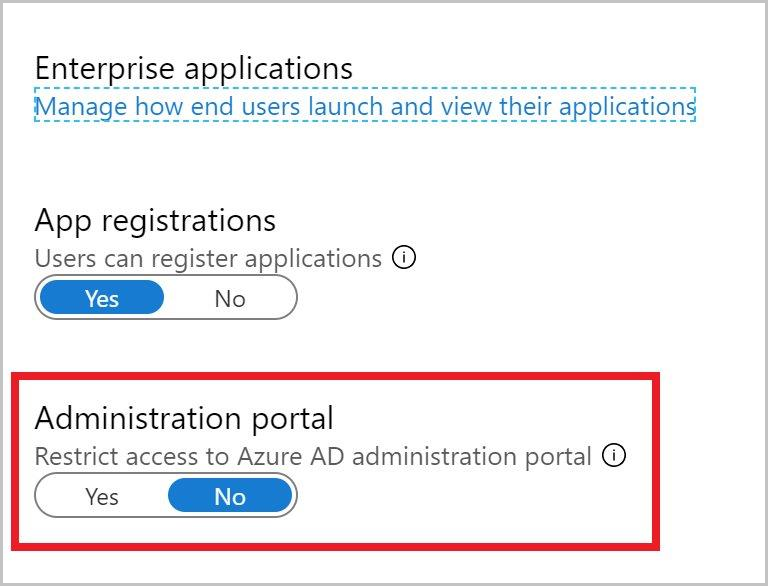 Enterprise applications
Manage how end users launch and view their applications
App registrations
Users can register applications
Yes No
Administration portal
Restrict access to Azure AD administration portal
Yes No